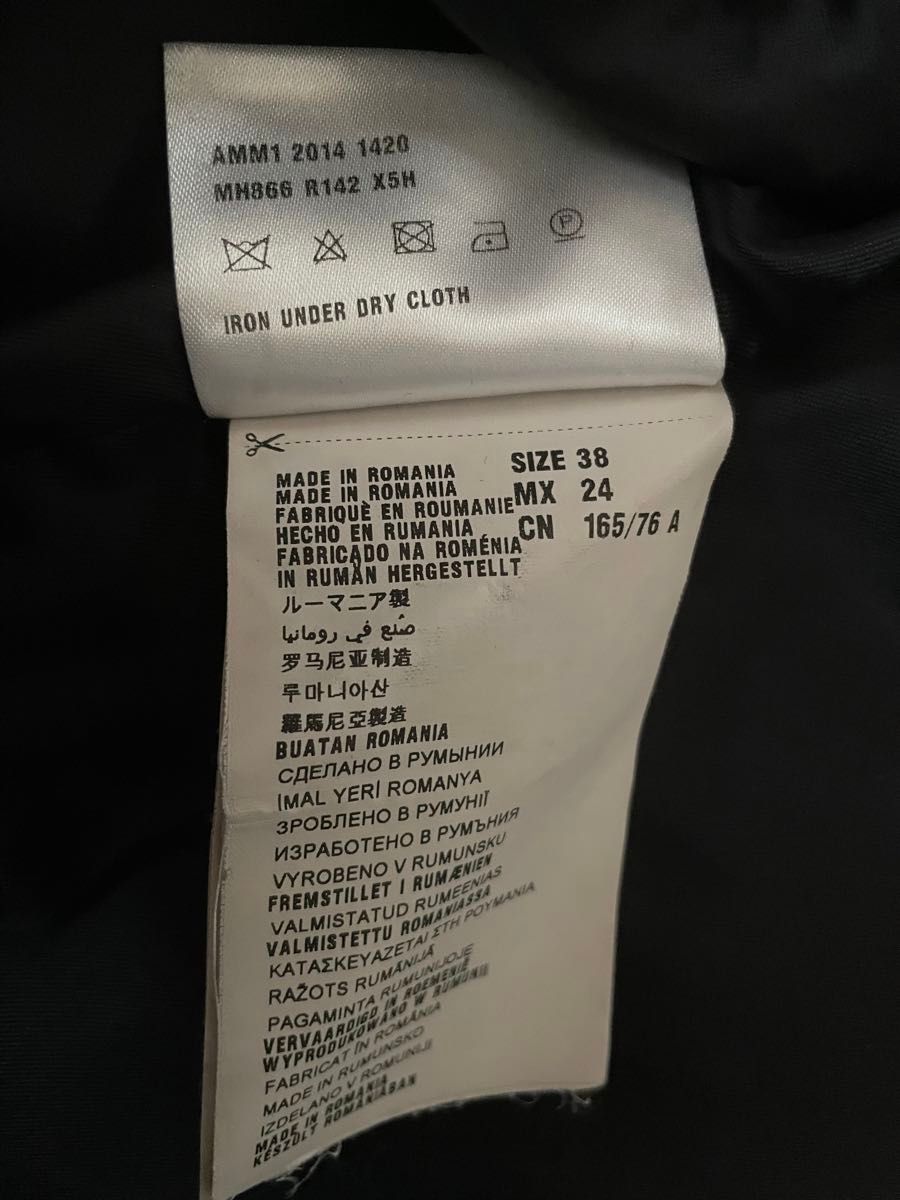 AMM1 2014 1420
MH866 R142 X5H
P
IRON UNDER DRY CLOTH
MADE IN ROMANIA
MADE IN ROMANIA
FABRIQUÈ EN ROUMANIE
HECHO EN RUMANIA
FABRICADO NA ROMÉNIA
IN RUMÄN HERGESTELLT
SIZE 38
MX 24
CN 165/76 A
ルーマニア製
صُنع في رومانيا
罗马尼亚制造
루마니아산
羅馬尼亞製造
BUATAN ROMANIA
СДЕЛАНО В РУМЫНИИ
İMAL YERİ ROMANYA
ЗРОБЛЕНО В РУМУНІЇ
ИЗРАБОТЕНО В РУМЪНИЯ
VYROBENO V RUMUNSKU
FREMSTILLET I RUMÆNIEN
VALMISTATUD RUMEENIAS
VALMISTETTU ROMANIASSA
ΚΑΤΑΣΚΕΥΑΖΕΤΑΙ ΣΤΗ ΡΟΥΜΑΝΙΑ
RAŽOTS RUMĀNIJĀ
PAGAMINTA RUMUNIJOJE
VERVAARDIGD IN ROEMENIË
WYPRODUKOWANO W RUMUNII
FABRICAT ÎN ROMÂNIA
MADE IN RUMUNSKO
IZDELANO V ROMUNIJI
MADE IN ROMANIA
KÉSZÜLT ROMÁNIÁBAN